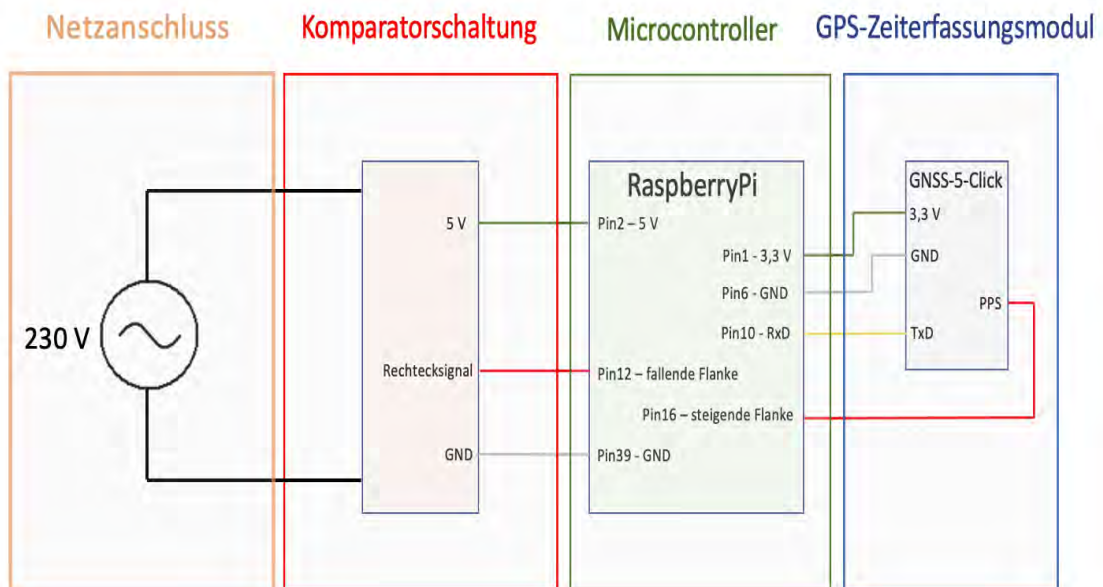 Netzanschluss
Komparatorschaltung
Microcontroller
GPS-Zeiterfassungsmodul
230 V
5 V
Rechtecksignal
GND
RaspberryPi
Pin2 – 5 V
Pin1 - 3,3 V
Pin6 - GND
Pin10 - RxD
Pin12 – fallende Flanke
Pin16 – steigende Flanke
Pin39 - GND
GNSS-5-Click
3,3 V
GND
PPS
TxD